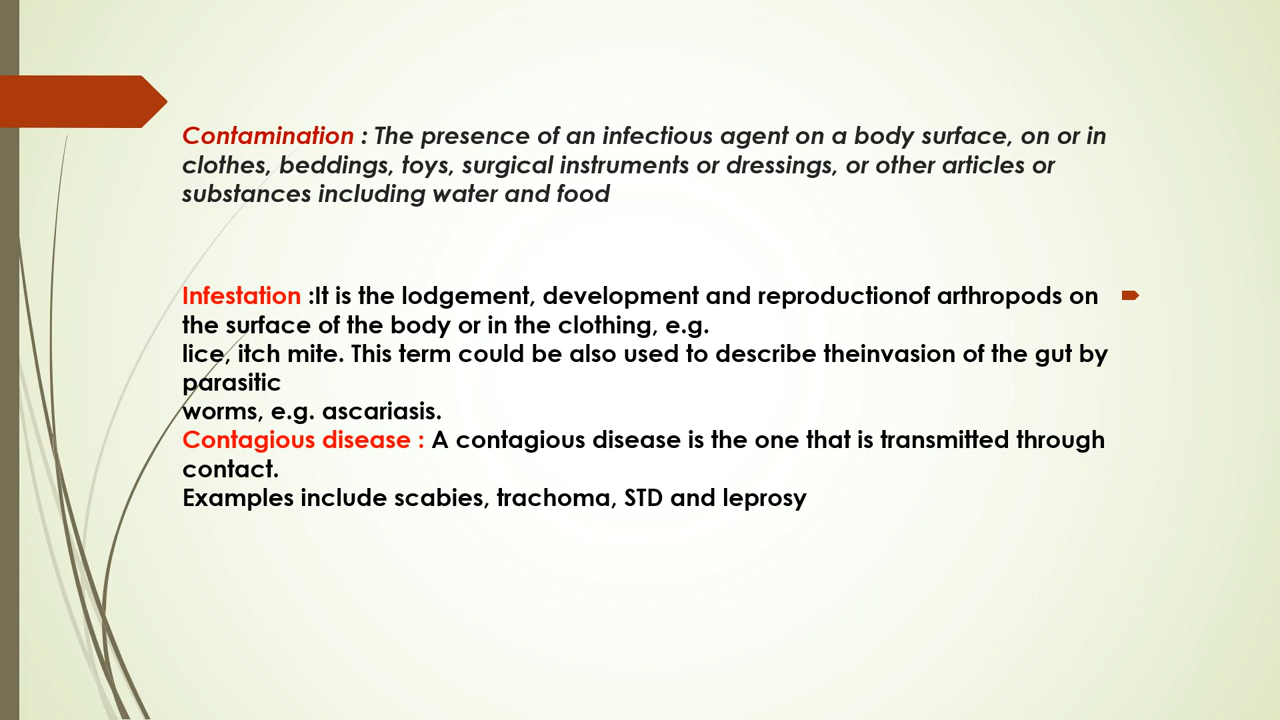 Contamination : The presence of an infectious agent on a body surface, on or in
clothes, beddings, toys, surgical instruments or dressings, or other articles or
substances including water and food
Infestation :It is the lodgement, development and reproductionof arthropods on
the surface of the body or in the clothing, e.g.
lice, itch mite. This term could be also used to describe theinvasion of the gut by
parasitic
worms, e.g. ascariasis.
Contagious disease : A contagious disease is the one that is transmitted through
contact.
Examples include scabies, trachoma, STD and leprosy